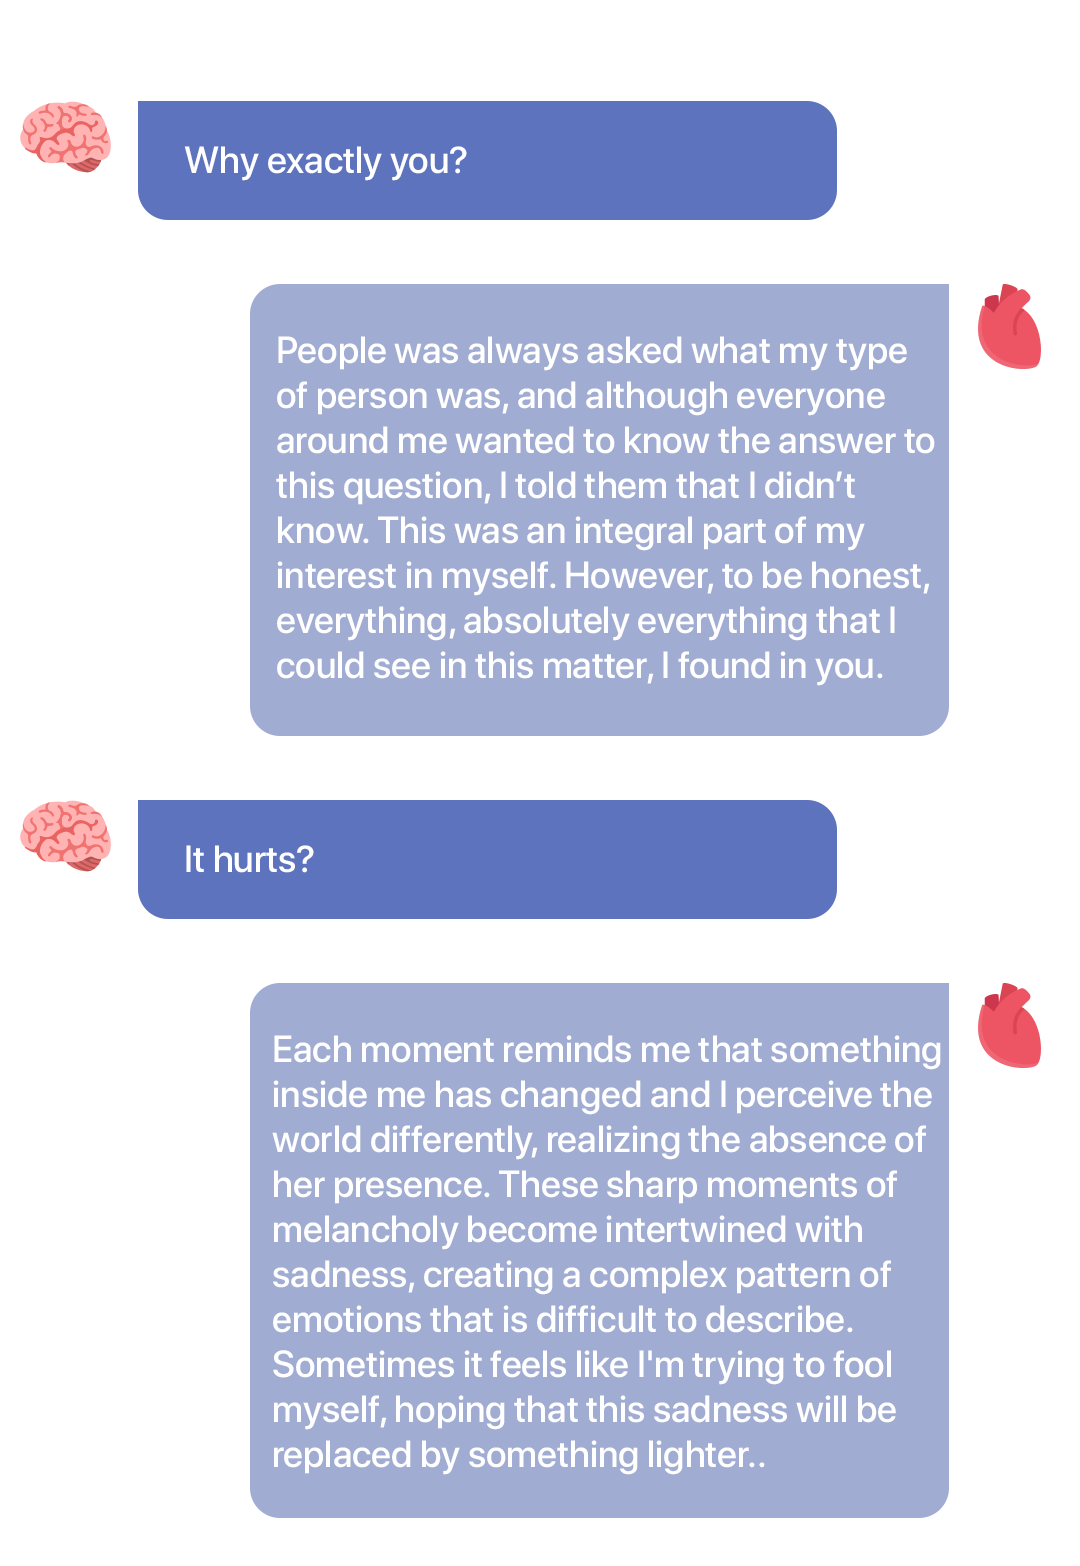 Why exactly you?
People was always asked what my type
of person was, and although everyone
around me wanted to know the answer to
this question, I told them that I didn’t
know. This was an integral part of my
interest in myself. However, to be honest,
everything, absolutely everything that I
could see in this matter, I found in you.
It hurts?
Each moment reminds me that something
inside me has changed and I perceive the
world differently, realizing the absence of
her presence. These sharp moments of
melancholy become intertwined with
sadness, creating a complex pattern of
emotions that is difficult to describe.
Sometimes it feels like I'm trying to fool
myself, hoping that this sadness will be
replaced by something lighter..